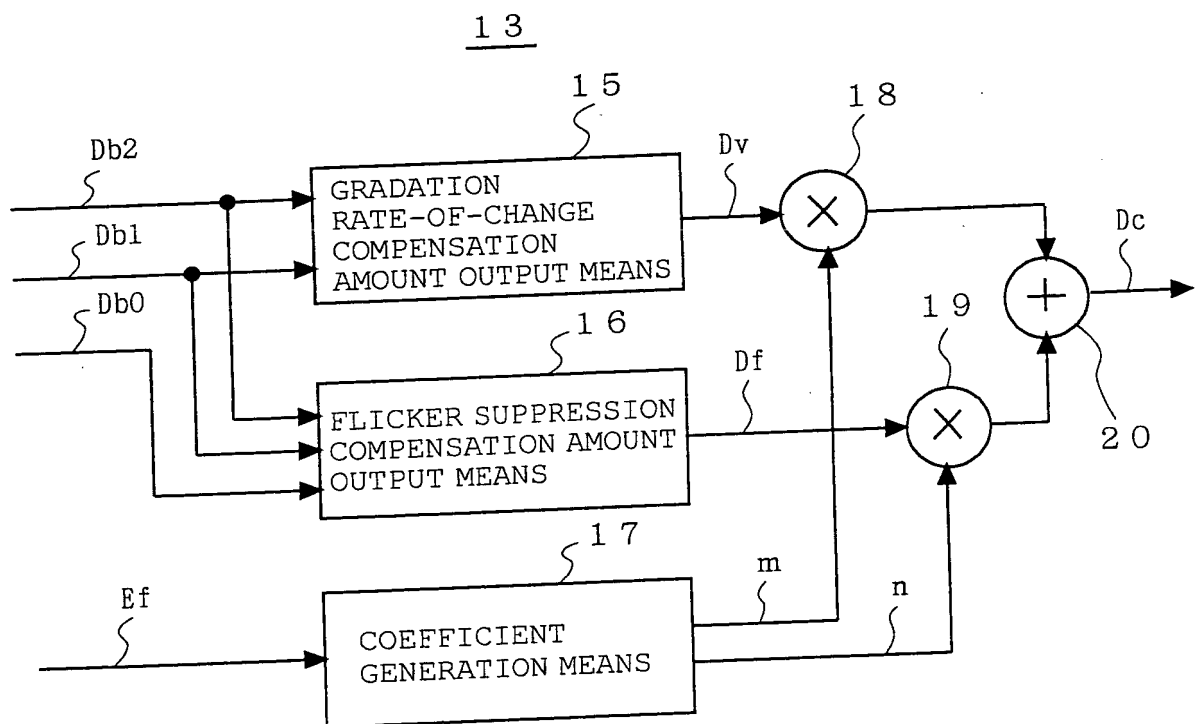 13
15
18
Db2
Dv
GRADATION
RATE-OF-CHANGE
COMPENSATION
AMOUNT OUTPUT MEANS
×
Db1
Dc
Db0
+
16
19
Df
FLICKER SUPPRESSION
COMPENSATION AMOUNT
OUTPUT MEANS
×
20
17
m
n
Ef
COEFFICIENT
GENERATION MEANS